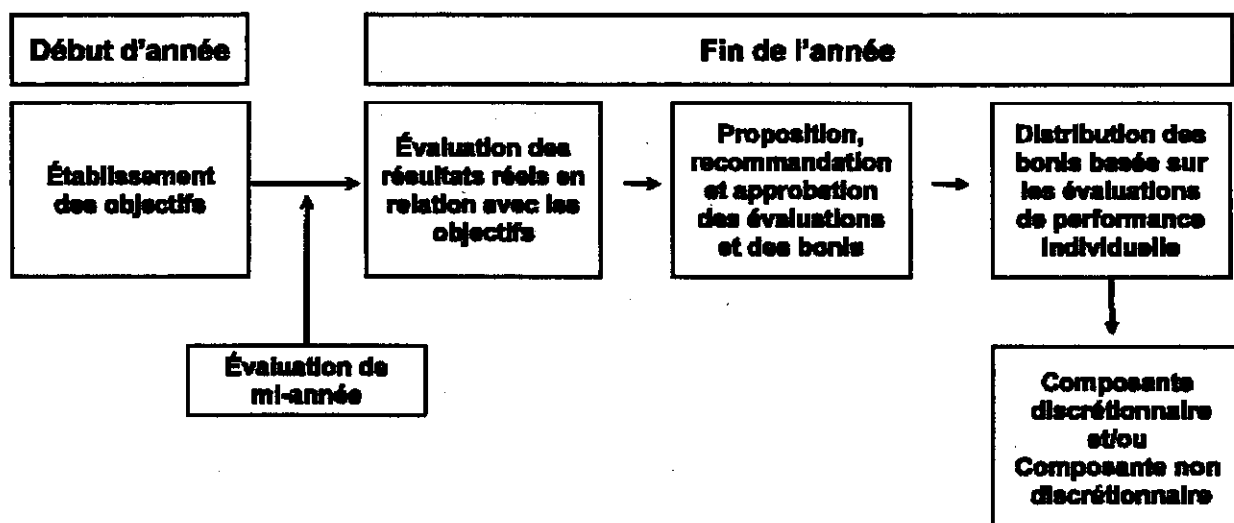 Début d'année
Fin de l'année
Établissement
des objectifs
Évaluation des
résultats réels en
relation avec les
objectifs
Proposition,
recommandation
et approbation
des évaluations
et des bonis
Distribution des
bonis basée sur
les évaluations
de performance
individuelle
Évaluation de
mi-année
Composante
discrétionnaire
et/ou
Composante non
discrétionnaire